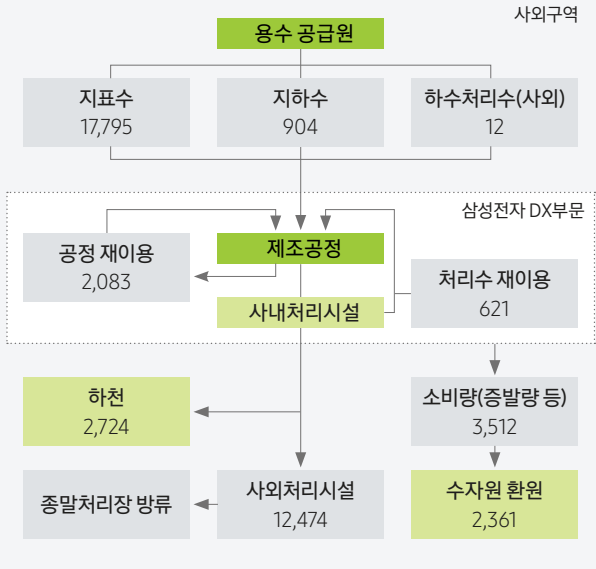 사외구역
용수 공급원
지표수
17,795
지하수
904
하수처리수(사외)
12
삼성전자 DX부문
공정 재이용
2,083
제조공정
사내처리시설
처리수 재이용
621
하천
2,724
소비량(증발량 등)
3,512
종말처리장 방류
사외처리시설
12,474
수자원 환원
2,361